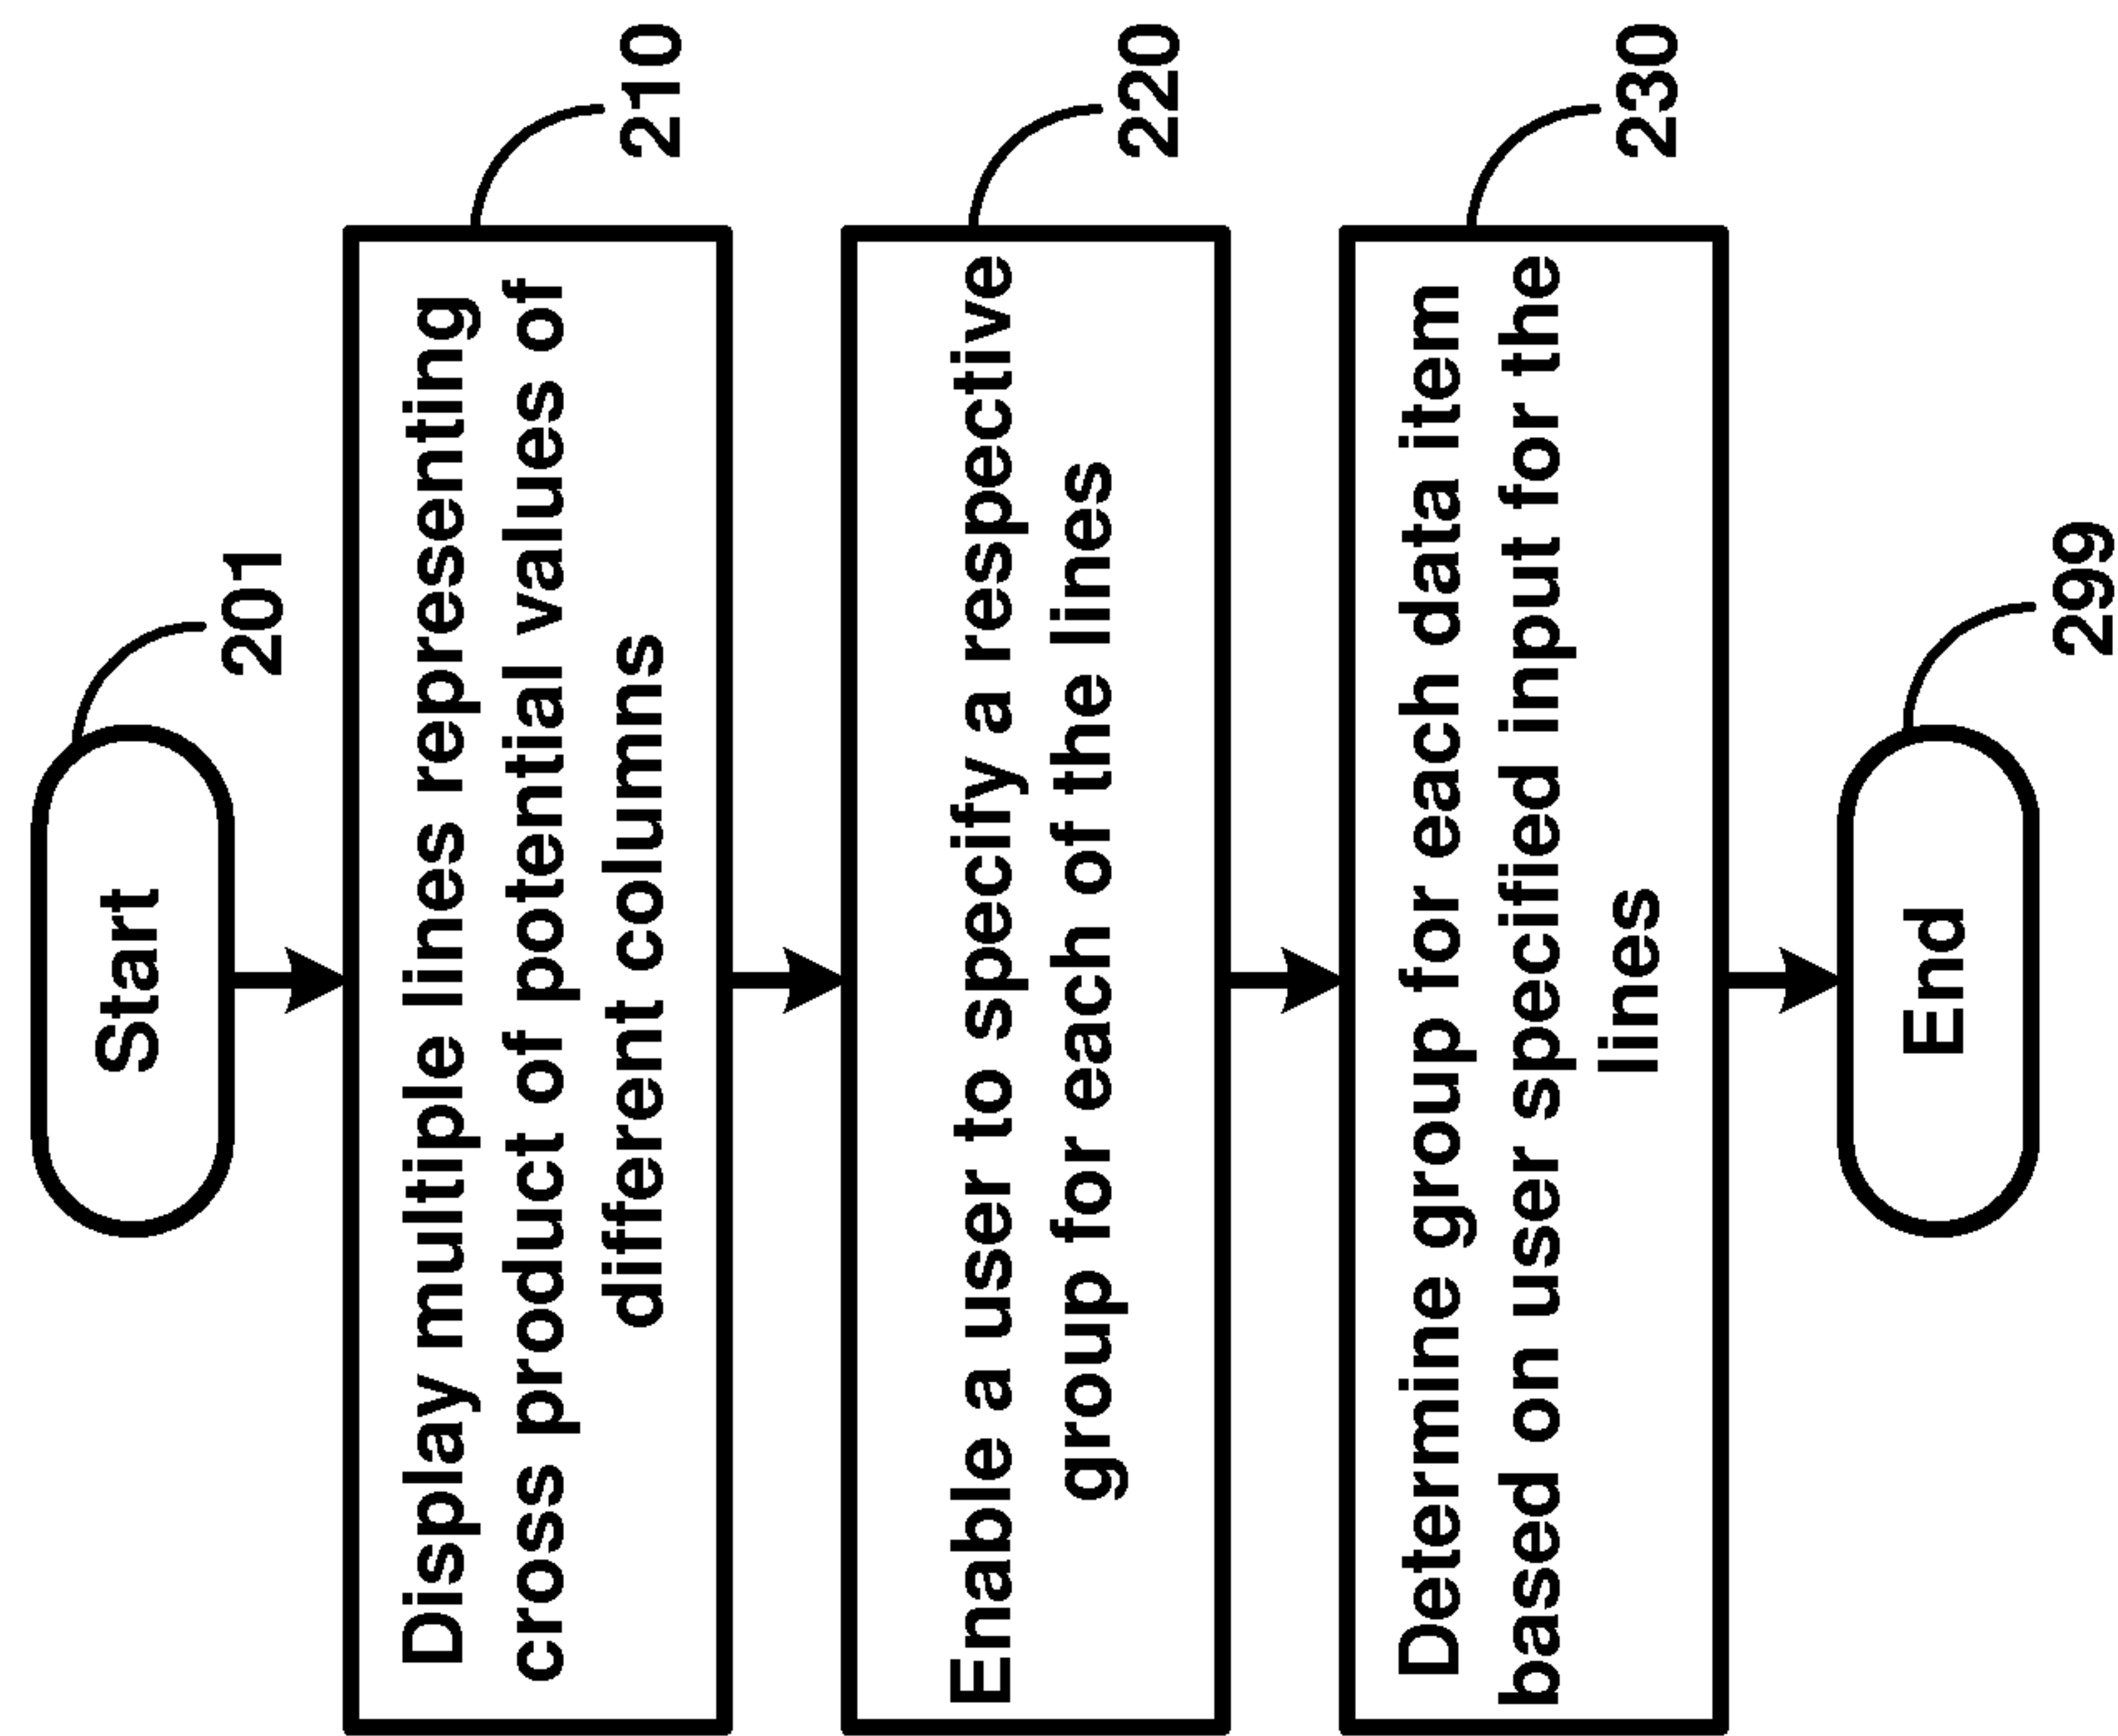 Start
201
Display multiple lines representing
cross product of potential values of
different columns
210
Enable a user to specify a respective
group for each of the lines
220
Determine group for each data item
based on user specified input for the
lines
230
End
299